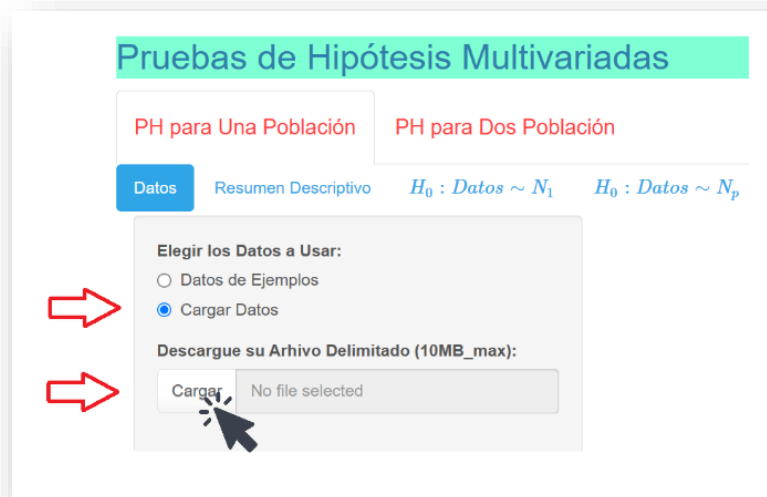 Pruebas de Hipótesis Multivariadas
PH para Una Población PH para Dos Población
Datos Resumen Descriptivo H₀ : Datos ∼ N₁ H₀ : Datos ∼ Nₚ
Elegir los Datos a Usar:
Datos de Ejemplos
Cargar Datos
Descargue su Arhivo Delimitado (10MB_max):
Cargar No file selected